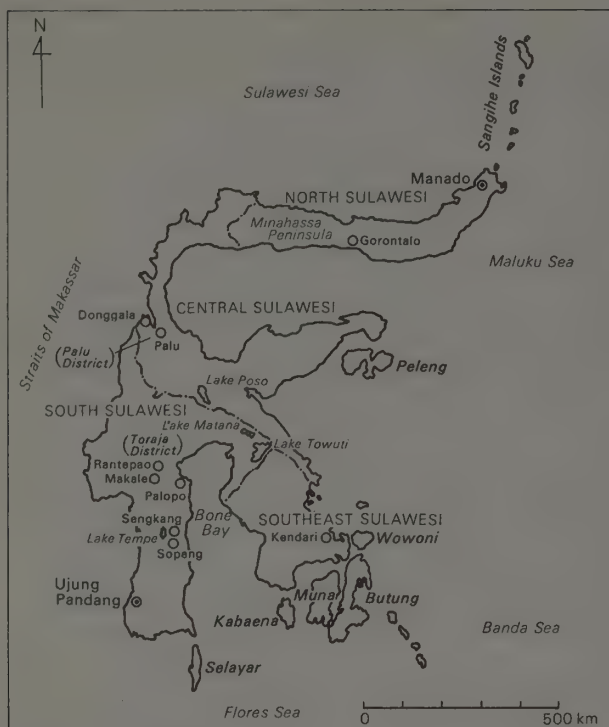 N
Sulawesi Sea
Sangihe Islands
Manado
NORTH SULAWESI
Minahassa
Peninsula
Gorontalo
Maluku Sea
Straits of Makassar
Donggala
CENTRAL SULAWESI
(Palu
District)
Palu
Peleng
Lake Poso
SOUTH SULAWESI
Lake Matana
(Toraja
District)
Lake Towuti
Rantepao
Makale
Palopo
Bone
Bay
Sengkang
SOUTHEAST SULAWESI
Lake Tempe
Kendari
Wowoni
Sopeng
Ujung
Pandang
Muna
Butung
Kabaena
Banda Sea
Selayar
Flores Sea
0 500 km